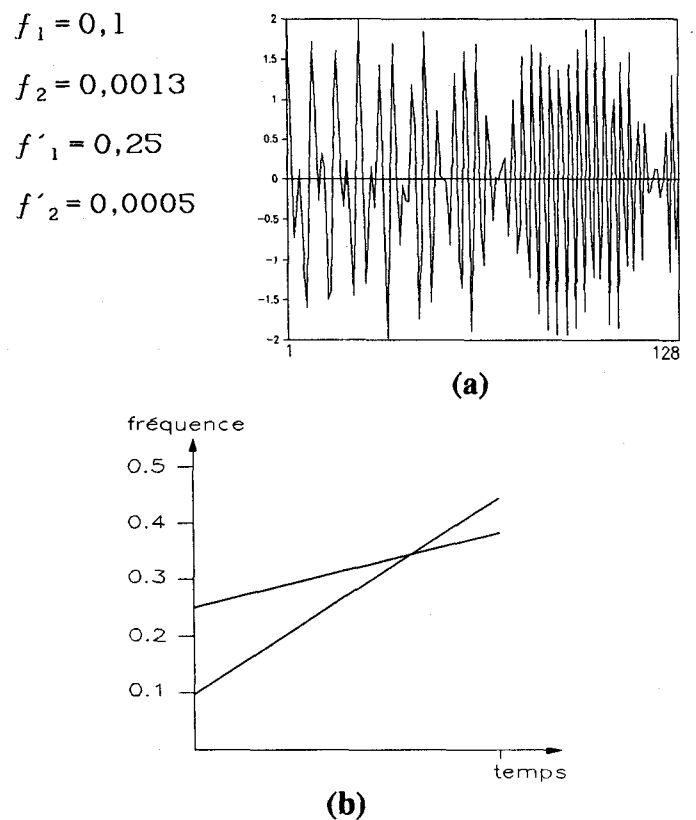 f₁ = 0,1
f₂ = 0,0013
f´₁ = 0,25
f´₂ = 0,0005
2
1.5
1
0.5
0
-0.5
-1
-1.5
-2
1 128
(a)
fréquence
0.5
0.4
0.3
0.2
0.1
temps
(b)